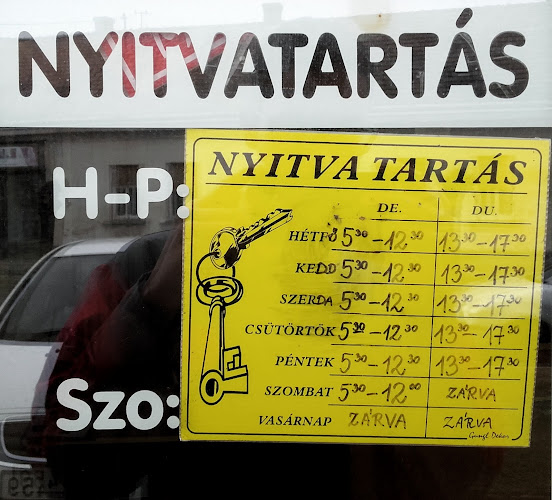 NYITVATARTÁS
H-P:
Szo:
NYITVA TARTÁS
DE. DU.
HÉTFŐ 5³⁰-12³⁰ 13³⁰-17³⁰
KEDD 5³⁰-12³⁰ 13³⁰-17³⁰
SZERDA 5³⁰-12³⁰ 13³⁰-17³⁰
CSÜTÖRTÖK 5³⁰-12³⁰ 13³⁰-17³⁰
PÉNTEK 5³⁰-12³⁰ 13³⁰-17³⁰
SZOMBAT 5³⁰-12⁰⁰ ZÁRVA
VASÁRNAP ZÁRVA ZÁRVA